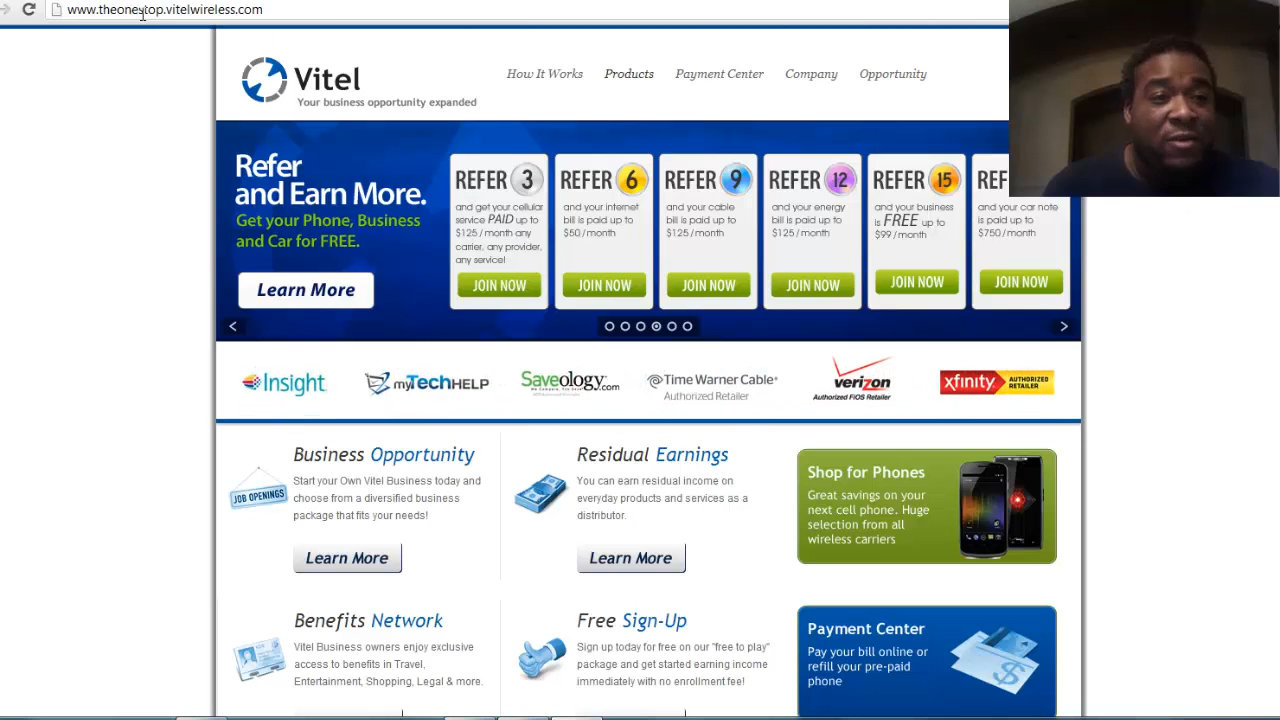 www.theonestop.vitelwireless.com
Vitel
Your business opportunity expanded
How It Works Products Payment Center Company Opportunity
Refer
and Earn More.
Get your Phone, Business
and Car for FREE.
Learn More
REFER 3
and get your cellular
service PAID up to
$125/month any
carrier, any provider,
any service!
JOIN NOW
REFER 6
and your internet
bill is paid up to
$50/month
JOIN NOW
REFER 9
and your cable
bill is paid up to
$125/month
JOIN NOW
REFER 12
and your energy
bill is paid up to
$125/month
JOIN NOW
REFER 15
and your business
is FREE up to
$99/month
JOIN NOW
and your car note
is paid up to
$750/month
JOIN NOW
Insight
myTechHELP
Saveology.com
Time Warner Cable
Authorized Retailer
verizon
Authorized FiOS Retailer
xfinity AUTHORIZED
RETAILER
Business Opportunity
JOB OPENINGS
Start your Own Vitel Business today and
choose from a diversified business
package that fits your needs!
Learn More
Residual Earnings
You can earn residual income on
everyday products and services as a
distributor.
Learn More
Shop for Phones
Great savings on your
next cell phone. Huge
selection from all
wireless carriers
Benefits Network
Vitel Business owners enjoy exclusive
access to benefits in Travel,
Entertainment, Shopping, Legal & more.
Free Sign-Up
Sign up today for free on our "free to play"
package and get started earning income
immediately with no enrollment fee!
Payment Center
Pay your bill online or
refill your pre-paid
phone